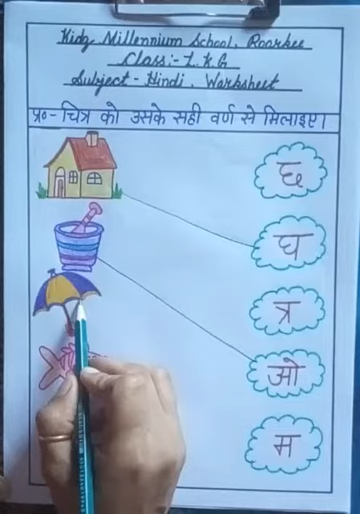 Kidz Millennium School, Roorkee
Class:- L.K.G
Subject - Hindi. Worksheet
प्र०- चित्र को उसके सही वर्ण से मिलाइए।
छ
घ
त्र
ओ
म